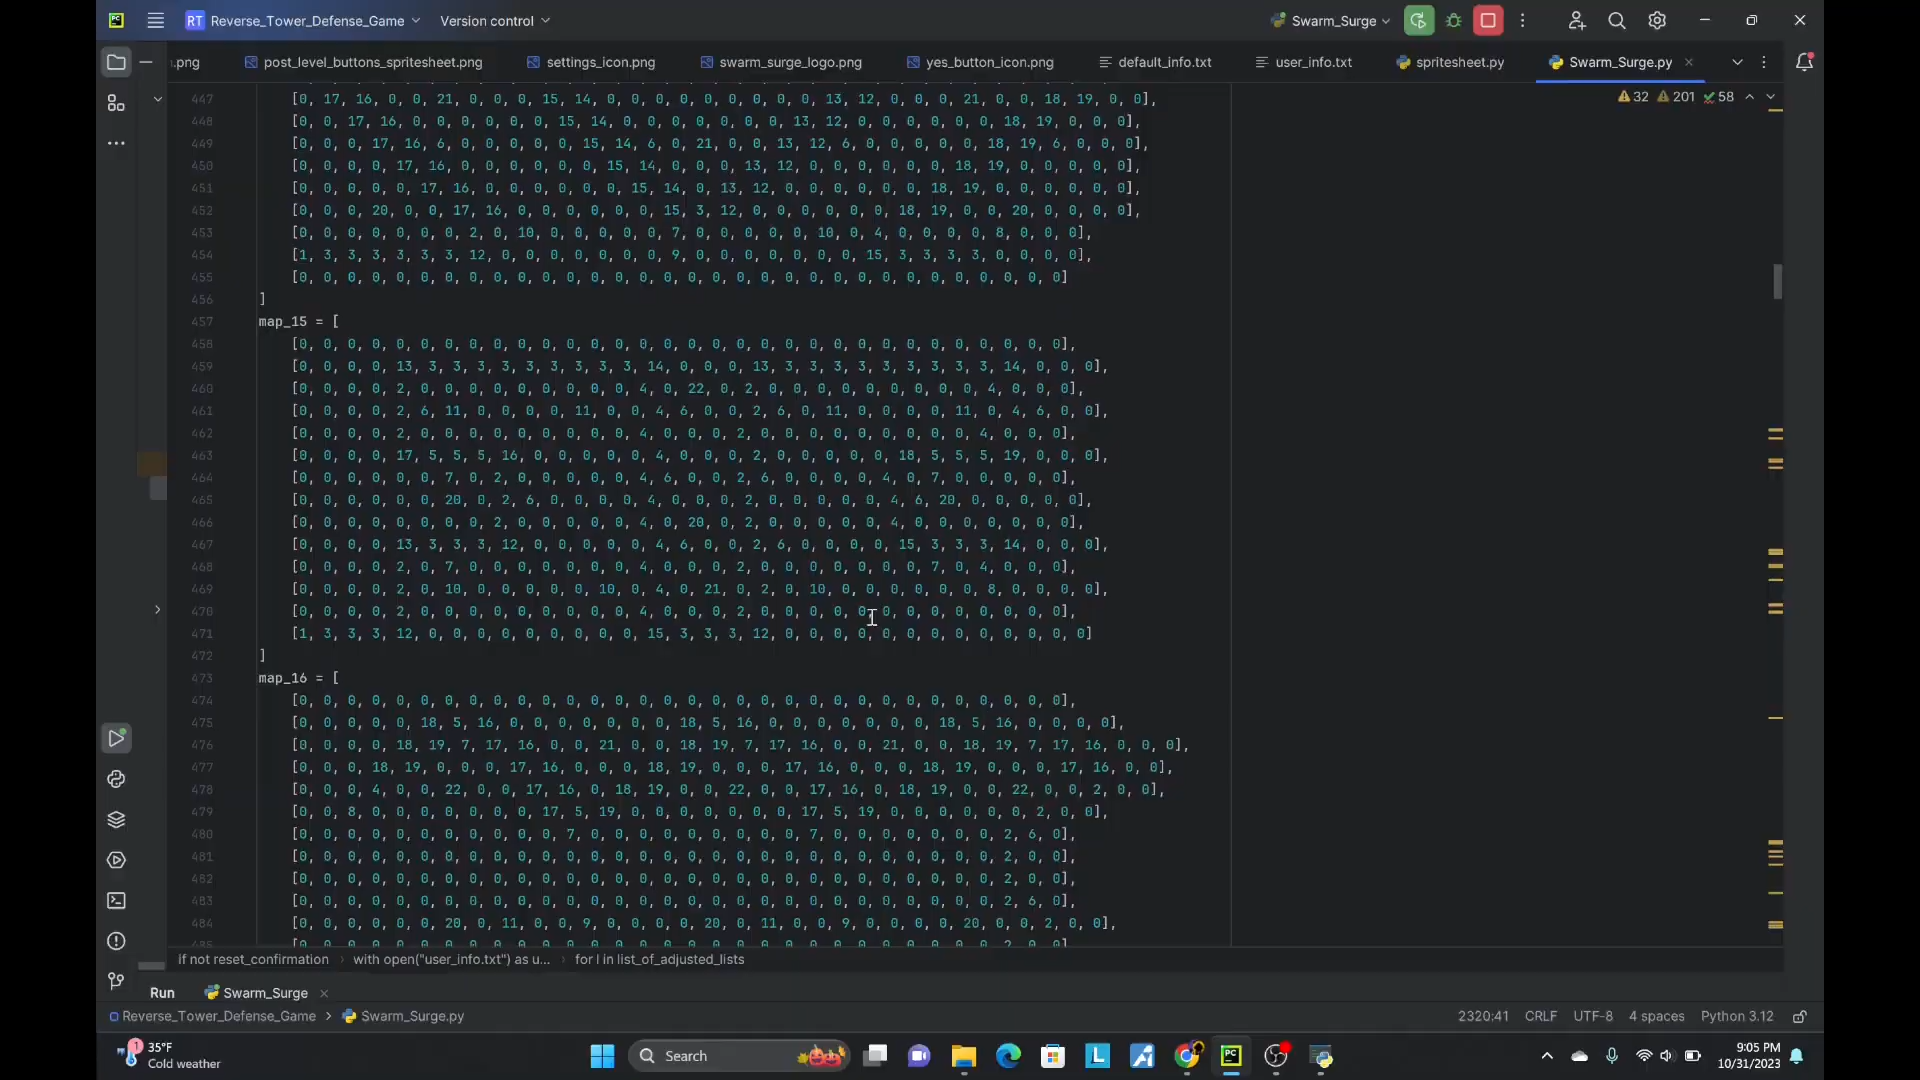 RT Reverse_Tower_Defense_Game Version control Swarm_Surge
.png post_level_buttons_spritesheet.png settings_icon.png swarm_surge_logo.png yes_button_icon.png default_info.txt user_info.txt spritesheet.py Swarm_Surge.py
32 201 58
447 [0, 17, 16, 0, 0, 21, 0, 0, 0, 15, 14, 0, 0, 0, 0, 0, 0, 0, 0, 13, 12, 0, 0, 0, 21, 0, 0, 18, 19, 0, 0],
448 [0, 0, 17, 16, 0, 0, 0, 0, 0, 0, 15, 14, 0, 0, 0, 0, 0, 0, 0, 13, 12, 0, 0, 0, 0, 0, 0, 18, 19, 0, 0, 0],
449 [0, 0, 0, 17, 16, 6, 0, 0, 0, 0, 0, 15, 14, 6, 0, 21, 0, 0, 13, 12, 6, 0, 0, 0, 0, 0, 18, 19, 6, 0, 0, 0],
450 [0, 0, 0, 0, 17, 16, 0, 0, 0, 0, 0, 0, 15, 14, 0, 0, 0, 13, 12, 0, 0, 0, 0, 0, 0, 18, 19, 0, 0, 0, 0, 0],
451 [0, 0, 0, 0, 0, 17, 16, 0, 0, 0, 0, 0, 0, 15, 14, 0, 13, 12, 0, 0, 0, 0, 0, 0, 18, 19, 0, 0, 0, 0, 0, 0],
452 [0, 0, 0, 20, 0, 0, 17, 16, 0, 0, 0, 0, 0, 0, 15, 3, 12, 0, 0, 0, 0, 0, 0, 18, 19, 0, 0, 20, 0, 0, 0, 0],
453 [0, 0, 0, 0, 0, 0, 0, 2, 0, 10, 0, 0, 0, 0, 0, 7, 0, 0, 0, 0, 0, 10, 0, 4, 0, 0, 0, 0, 8, 0, 0, 0],
454 [1, 3, 3, 3, 3, 3, 3, 12, 0, 0, 0, 0, 0, 0, 0, 9, 0, 0, 0, 0, 0, 0, 0, 15, 3, 3, 3, 3, 0, 0, 0, 0],
455 [0, 0, 0, 0, 0, 0, 0, 0, 0, 0, 0, 0, 0, 0, 0, 0, 0, 0, 0, 0, 0, 0, 0, 0, 0, 0, 0, 0, 0, 0, 0, 0]
456 ]
457 map_15 = [
458 [0, 0, 0, 0, 0, 0, 0, 0, 0, 0, 0, 0, 0, 0, 0, 0, 0, 0, 0, 0, 0, 0, 0, 0, 0, 0, 0, 0, 0, 0, 0, 0],
459 [0, 0, 0, 0, 13, 3, 3, 3, 3, 3, 3, 3, 3, 3, 14, 0, 0, 0, 13, 3, 3, 3, 3, 3, 3, 3, 3, 3, 14, 0, 0, 0],
460 [0, 0, 0, 0, 2, 0, 0, 0, 0, 0, 0, 0, 0, 0, 4, 0, 22, 0, 2, 0, 0, 0, 0, 0, 0, 0, 0, 0, 4, 0, 0, 0],
461 [0, 0, 0, 0, 2, 6, 11, 0, 0, 0, 0, 11, 0, 0, 4, 6, 0, 0, 2, 6, 0, 11, 0, 0, 0, 0, 11, 0, 4, 6, 0, 0],
462 [0, 0, 0, 0, 2, 0, 0, 0, 0, 0, 0, 0, 0, 0, 4, 0, 0, 0, 2, 0, 0, 0, 0, 0, 0, 0, 0, 0, 4, 0, 0, 0],
463 [0, 0, 0, 0, 17, 5, 5, 5, 16, 0, 0, 0, 0, 0, 4, 0, 0, 0, 2, 0, 0, 0, 0, 0, 18, 5, 5, 5, 19, 0, 0, 0],
464 [0, 0, 0, 0, 0, 0, 7, 0, 2, 0, 0, 0, 0, 0, 4, 6, 0, 0, 2, 6, 0, 0, 0, 0, 4, 0, 7, 0, 0, 0, 0, 0],
465 [0, 0, 0, 0, 0, 0, 20, 0, 2, 6, 0, 0, 0, 0, 4, 0, 0, 0, 2, 0, 0, 0, 0, 0, 4, 6, 20, 0, 0, 0, 0, 0],
466 [0, 0, 0, 0, 0, 0, 0, 0, 2, 0, 0, 0, 0, 0, 4, 0, 20, 0, 2, 0, 0, 0, 0, 0, 4, 0, 0, 0, 0, 0, 0, 0],
467 [0, 0, 0, 0, 13, 3, 3, 3, 12, 0, 0, 0, 0, 0, 4, 6, 0, 0, 2, 6, 0, 0, 0, 0, 15, 3, 3, 3, 14, 0, 0, 0],
468 [0, 0, 0, 0, 2, 0, 7, 0, 0, 0, 0, 0, 0, 0, 4, 0, 0, 0, 2, 0, 0, 0, 0, 0, 0, 0, 7, 0, 4, 0, 0, 0],
469 [0, 0, 0, 0, 2, 0, 10, 0, 0, 0, 0, 0, 10, 0, 4, 0, 21, 0, 2, 0, 10, 0, 0, 0, 0, 0, 0, 8, 0, 0, 0, 0],
470 [0, 0, 0, 0, 2, 0, 0, 0, 0, 0, 0, 0, 0, 0, 4, 0, 0, 0, 2, 0, 0, 0, 0, 0, 0, 0, 0, 0, 0, 0, 0, 0],
471 [1, 3, 3, 3, 12, 0, 0, 0, 0, 0, 0, 0, 0, 0, 15, 3, 3, 3, 12, 0, 0, 0, 0, 0, 0, 0, 0, 0, 0, 0, 0, 0]
472 ]
473 map_16 = [
474 [0, 0, 0, 0, 0, 0, 0, 0, 0, 0, 0, 0, 0, 0, 0, 0, 0, 0, 0, 0, 0, 0, 0, 0, 0, 0, 0, 0, 0, 0, 0, 0],
475 [0, 0, 0, 0, 0, 18, 5, 16, 0, 0, 0, 0, 0, 0, 0, 18, 5, 16, 0, 0, 0, 0, 0, 0, 0, 18, 5, 16, 0, 0, 0, 0],
476 [0, 0, 0, 0, 18, 19, 7, 17, 16, 0, 0, 21, 0, 0, 18, 19, 7, 17, 16, 0, 0, 21, 0, 0, 18, 19, 7, 17, 16, 0, 0, 0],
477 [0, 0, 0, 18, 19, 0, 0, 0, 17, 16, 0, 0, 0, 18, 19, 0, 0, 0, 17, 16, 0, 0, 0, 18, 19, 0, 0, 0, 17, 16, 0, 0],
478 [0, 0, 0, 4, 0, 0, 22, 0, 0, 17, 16, 0, 18, 19, 0, 0, 22, 0, 0, 17, 16, 0, 18, 19, 0, 0, 22, 0, 0, 2, 0, 0],
479 [0, 0, 8, 0, 0, 0, 0, 0, 0, 0, 17, 5, 19, 0, 0, 0, 0, 0, 0, 0, 17, 5, 19, 0, 0, 0, 0, 0, 0, 2, 0, 0],
480 [0, 0, 0, 0, 0, 0, 0, 0, 0, 0, 0, 7, 0, 0, 0, 0, 0, 0, 0, 0, 0, 7, 0, 0, 0, 0, 0, 0, 0, 2, 6, 0],
481 [0, 0, 0, 0, 0, 0, 0, 0, 0, 0, 0, 0, 0, 0, 0, 0, 0, 0, 0, 0, 0, 0, 0, 0, 0, 0, 0, 0, 0, 2, 0, 0],
482 [0, 0, 0, 0, 0, 0, 0, 0, 0, 0, 0, 0, 0, 0, 0, 0, 0, 0, 0, 0, 0, 0, 0, 0, 0, 0, 0, 0, 0, 2, 0, 0],
483 [0, 0, 0, 0, 0, 0, 0, 0, 0, 0, 0, 0, 0, 0, 0, 0, 0, 0, 0, 0, 0, 0, 0, 0, 0, 0, 0, 0, 0, 2, 6, 0],
484 [0, 0, 0, 0, 0, 0, 20, 0, 11, 0, 0, 9, 0, 0, 0, 0, 20, 0, 11, 0, 0, 9, 0, 0, 0, 0, 20, 0, 0, 2, 0, 0],
485 [0, 0, 0, 0, 0, 0, 0, 0, 0, 0, 0, 0, 0, 0, 0, 0, 0, 0, 0, 0, 0, 0, 0, 0, 0, 0, 0, 0, 0, 2, 0, 0]
if not reset_confirmation with open("user_info.txt") as u... for l in list_of_adjusted_lists
Run Swarm_Surge
Reverse_Tower_Defense_Game Swarm_Surge.py 2320:41 CRLF UTF-8 4 spaces Python 3.12
1 35°F
Cold weather
Search
9:05 PM
10/31/2023